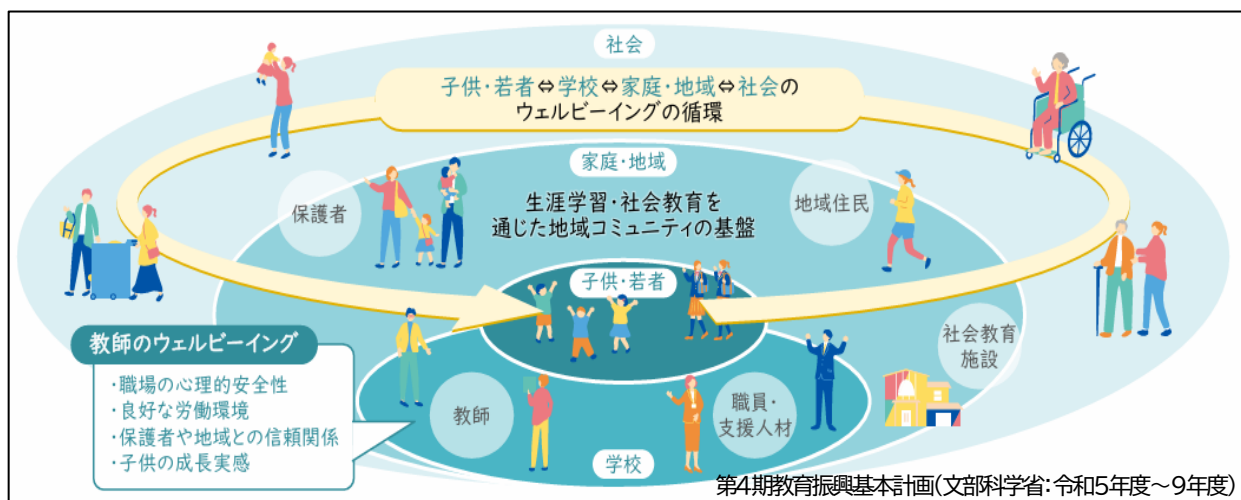 社会
子供・若者⇔学校⇔家庭・地域⇔社会の
ウェルビーイングの循環
家庭・地域
生涯学習・社会教育を
通じた地域コミュニティの基盤
保護者
地域住民
子供・若者
社会教育
施設
教師のウェルビーイング
・職場の心理的安全性
・良好な労働環境
・保護者や地域との信頼関係
・子供の成長実感
教師
職員・
支援人材
学校
第4期教育振興基本計画(文部科学省:令和5年度~9年度)